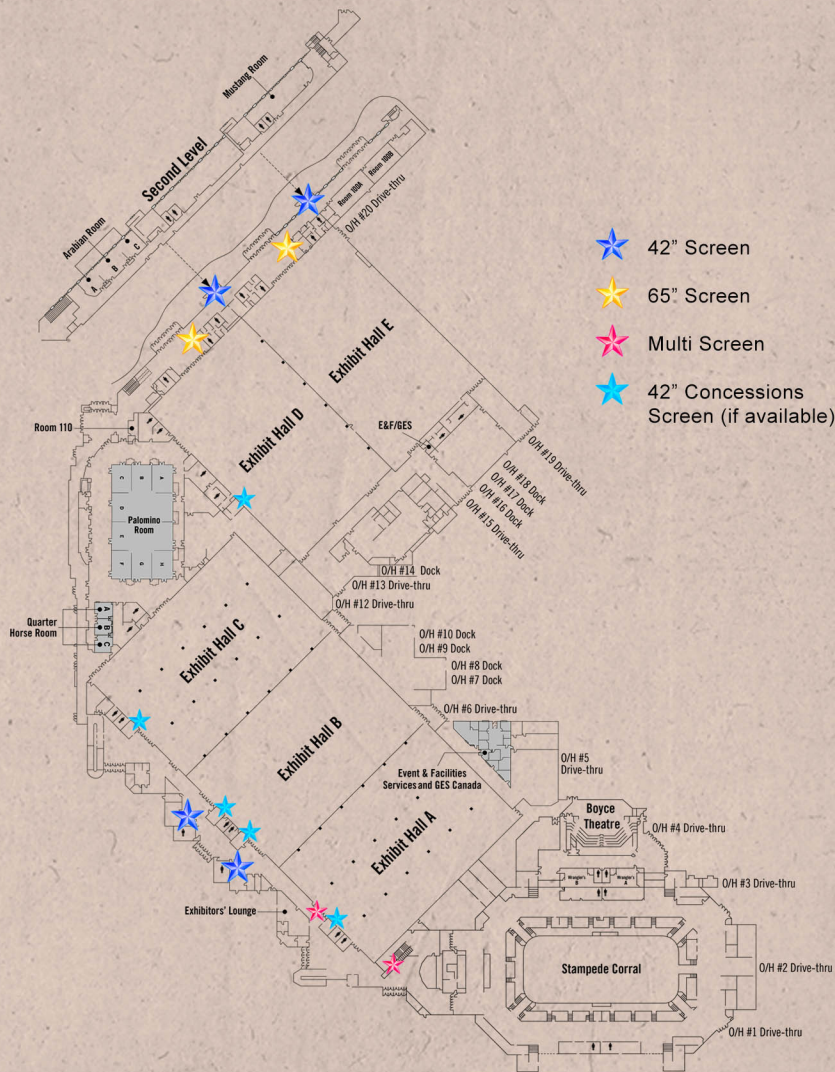 Mustang Room
Second Level
Arabian Room
A
B
C
Room 100A
Room 100B
O/H #20 Drive-thru
42” Screen
65” Screen
Multi Screen
42” Concessions
Screen (if available)
Exhibit Hall E
Exhibit Hall D
E&F/GES
Room 110
O/H #19 Drive-thru
O/H #18 Dock
O/H #17 Dock
O/H #16 Dock
O/H #15 Drive-thru
C B A
Palomino
Room
D
E
F G H
O/H #14 Dock
O/H #13 Drive-thru
O/H #12 Drive-thru
Quarter
Horse Room
A
B
C
Exhibit Hall C
O/H #10 Dock
O/H #9 Dock
O/H #8 Dock
O/H #7 Dock
O/H #6 Drive-thru
Exhibit Hall B
Event & Facilities
Services and GES Canada
O/H #5
Drive-thru
Exhibit Hall A
Boyce
Theatre
O/H #4 Drive-thru
Wrangler's
B
Wrangler's
A
O/H #3 Drive-thru
Exhibitors' Lounge
Stampede Corral
O/H #2 Drive-thru
O/H #1 Drive-thru